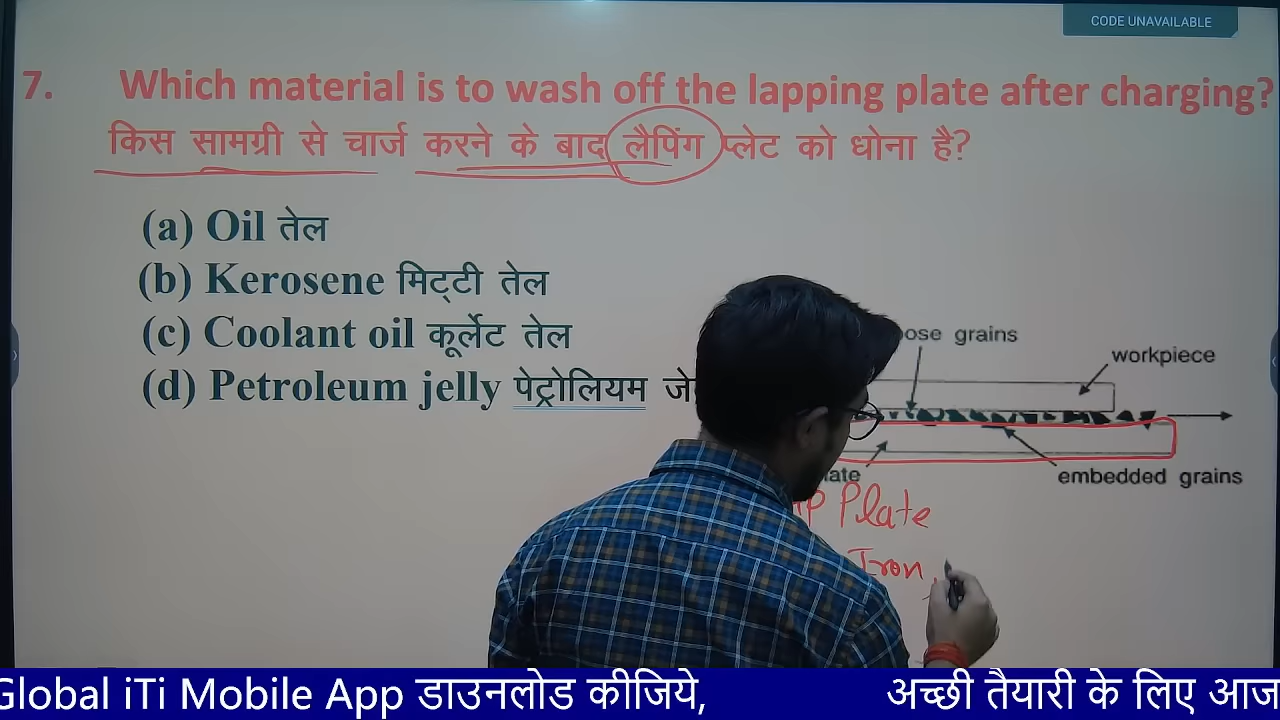 CODE UNAVAILABLE
7. Which material is to wash off the lapping plate after charging?
किस सामग्री से चार्ज करने के बाद लैपिंग प्लेट को धोना है?
(a) Oil तेल
(b) Kerosene मिट्टी तेल
(c) Coolant oil कूर्लेट तेल
(d) Petroleum jelly पेट्रोलियम
grains
workpiece
embedded grains
Plate
Iron
Global iTi Mobile App डाउनलोड कीजिये, अच्छी तैयारी के लिए आज